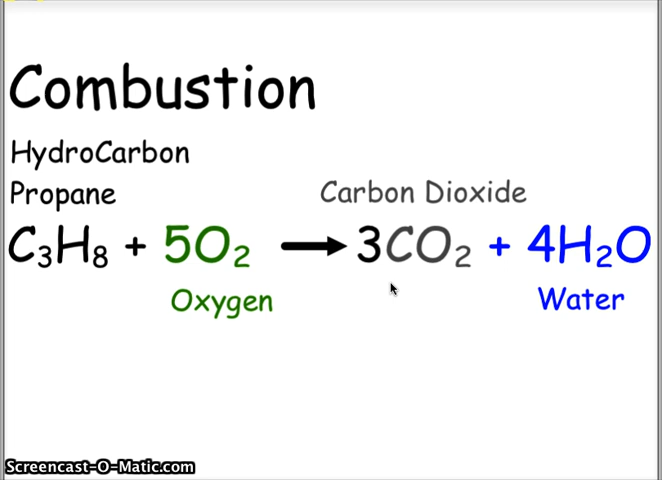 Combustion
HydroCarbon
Propane
Carbon Dioxide
C₃H₈ + 5O₂ → 3CO₂ + 4H₂O
Oxygen
Water
Screencast-O-Matic.com